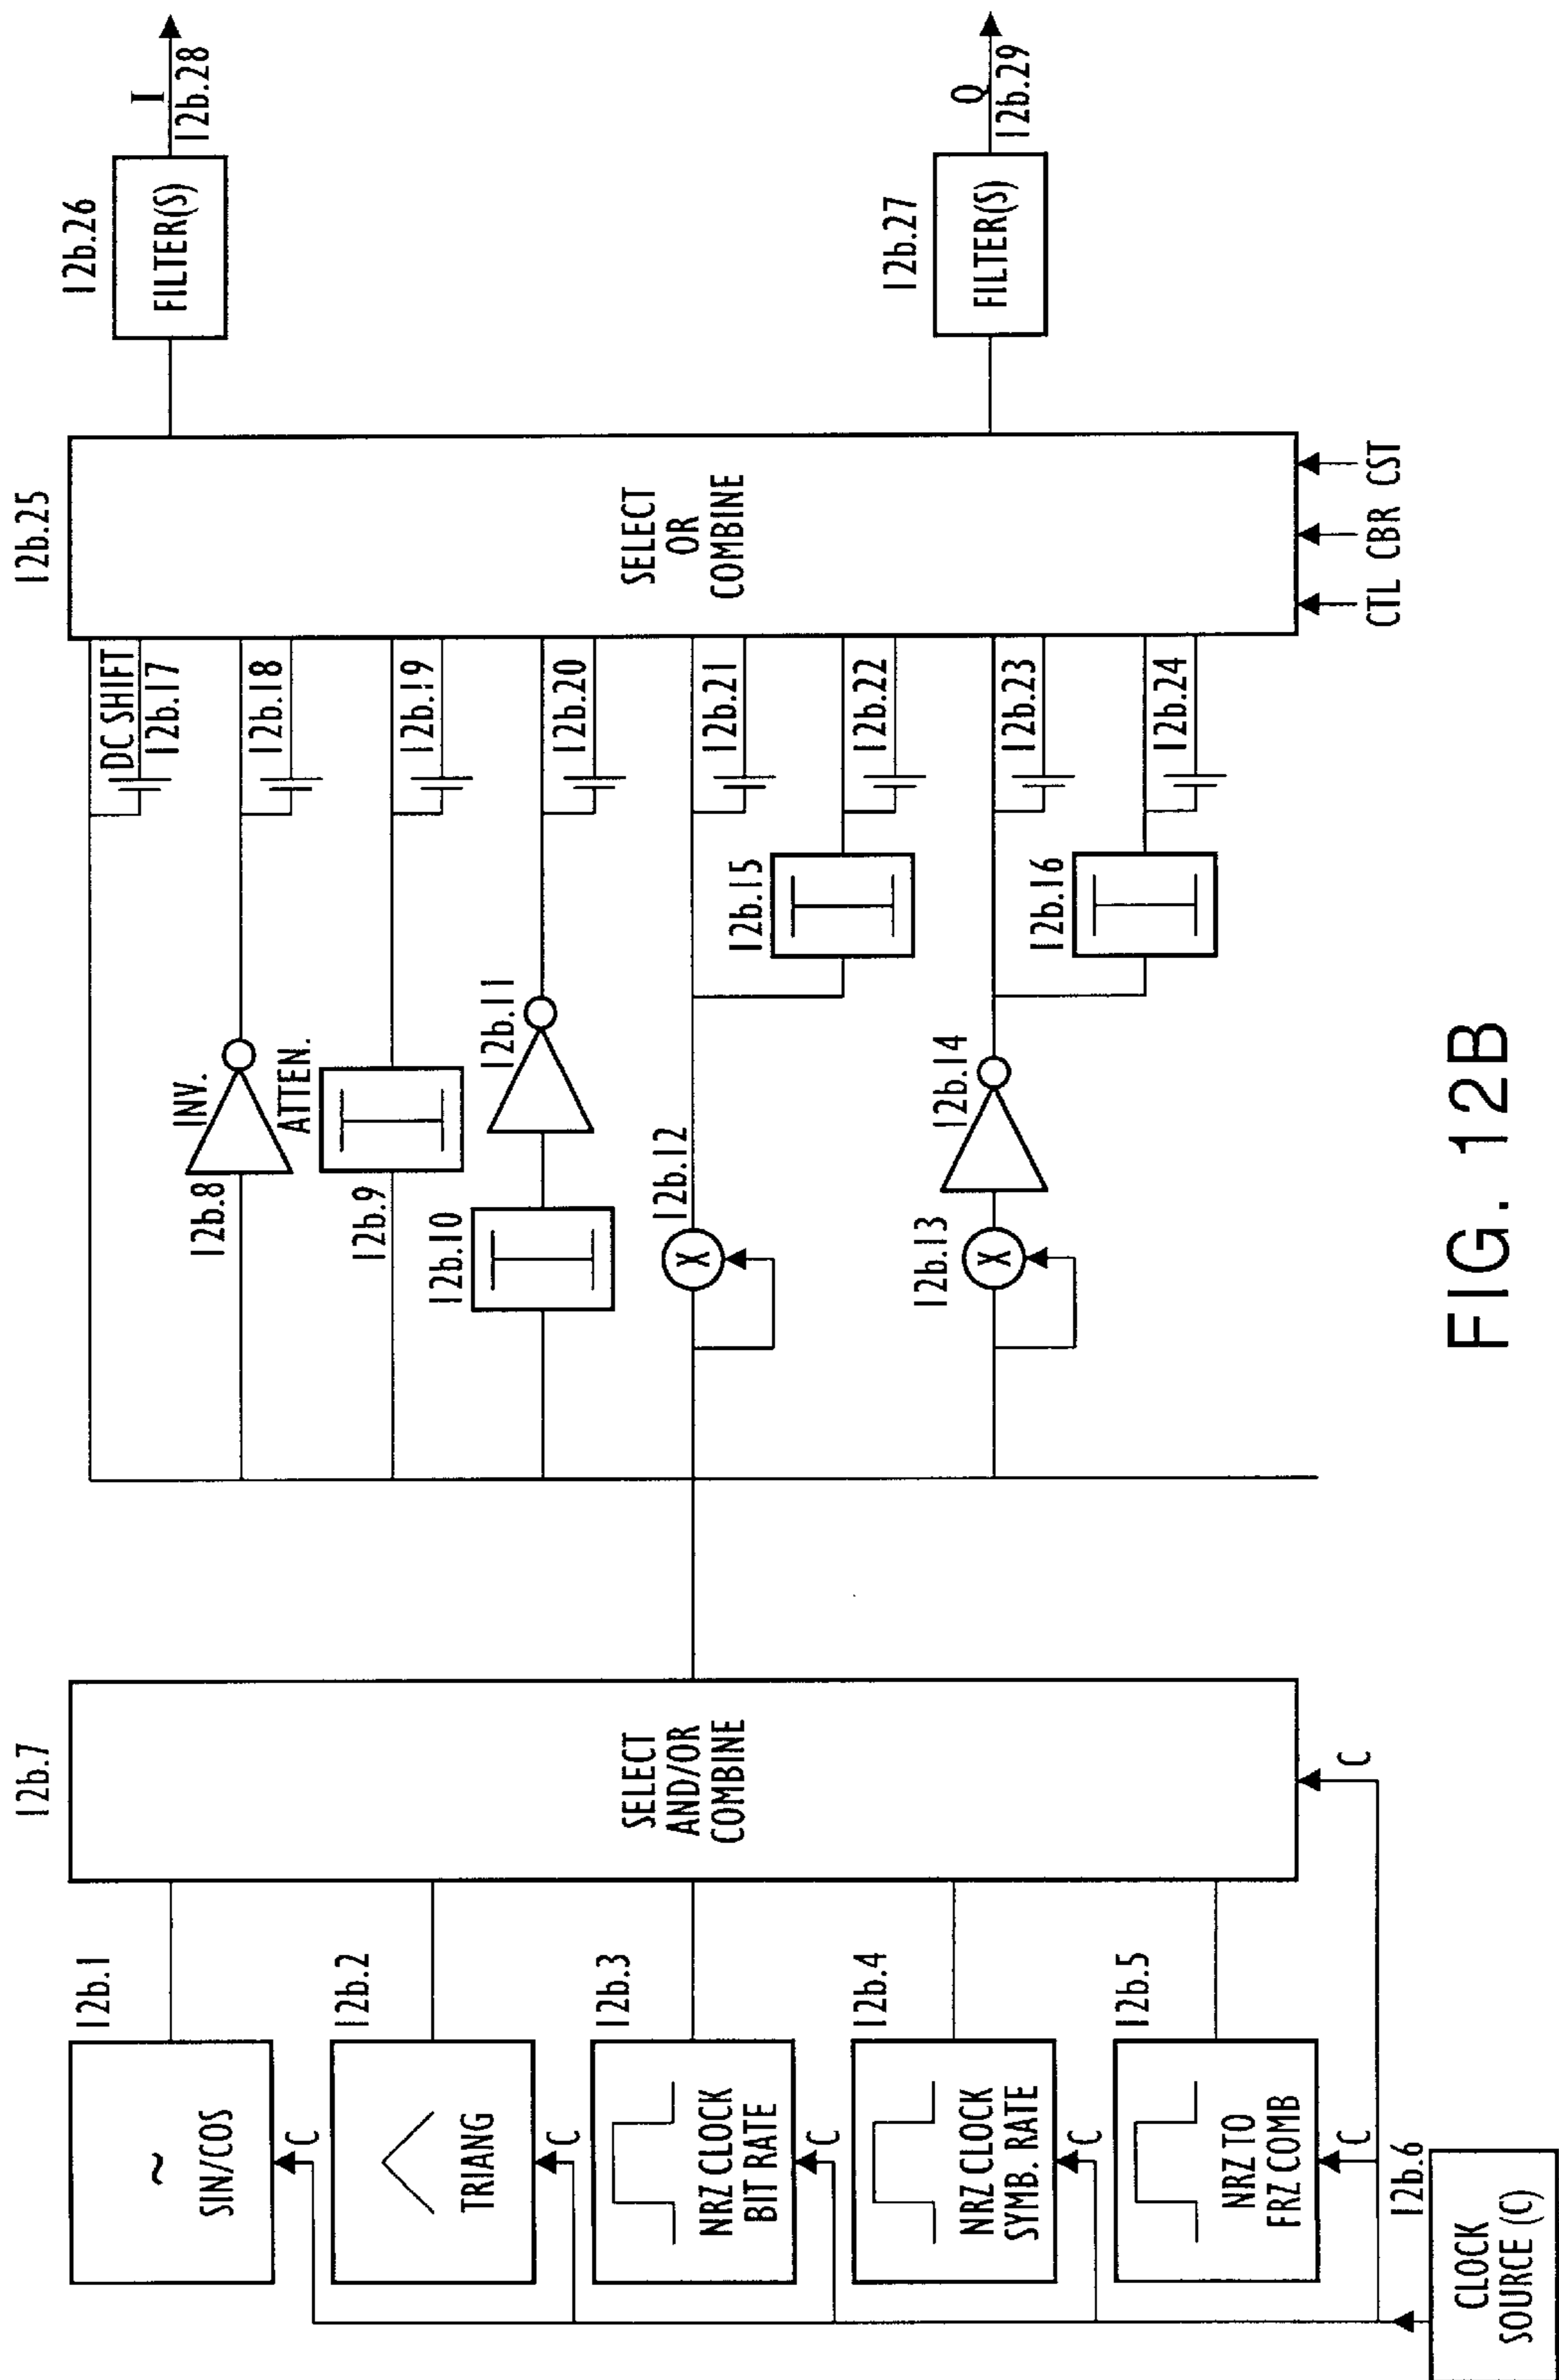 12b.1
~
SIN/COS
C
12b.2
TRIANG
C
12b.3
NRZ CLOCK
BIT RATE
C
12b.4
NRZ CLOCK
SYMB. RATE
C
12b.5
NRZ TO
FRZ COMB
C
12b.6
CLOCK
SOURCE (C)
12b.7
SELECT
AND/OR
COMBINE
C
INV.
12b.8
ATTEN.
12b.9
12b.10
12b.11
12b.12
X
12b.13
X
12b.14
12b.15
12b.16
DC SHIFT
12b.17
12b.18
12b.19
12b.20
12b.21
12b.22
12b.23
12b.24
12b.25
SELECT
OR
COMBINE
CTL CBR CST
12b.26
FILTER(S)
I
12b.28
12b.27
FILTER(S)
Q
12b.29
FIG. 12B